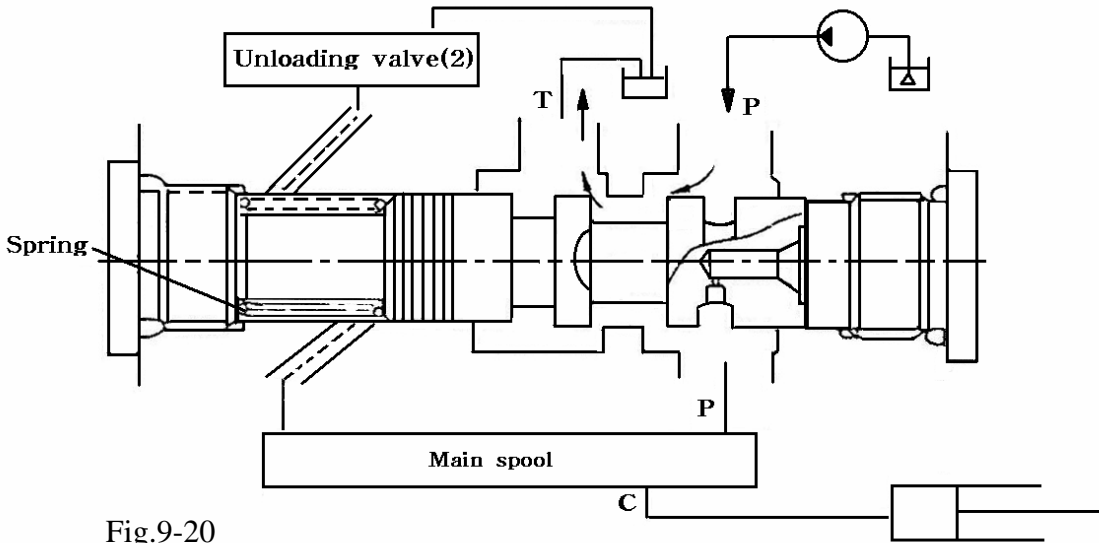 Unloading valve(2)
T
P
Spring
P
Main spool
C
Fig.9-20